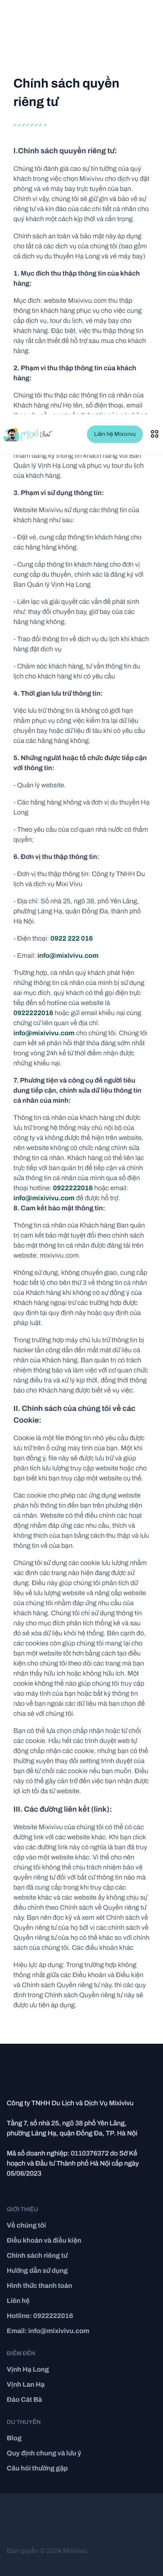 Chính sách quyền
riêng tư
I.Chính sách quuyền riêng tư:
Chúng tôi đánh giá cao sự tin tưởng của quý
khách trong việc chọn Mixivivu cho dịch vụ đặt
phòng và vé máy bay trực tuyến của bạn.
Chính vì vậy, chúng tôi sẽ giữ gìn và bảo vệ sự
riêng tư và kín đáo của các chi tiết cá nhân cho
quý khách một cách kịp thời và cẩn trọng.
Chính sách an toàn và bảo mật này áp dụng
cho tất cả các dịch vụ của chúng tôi (bao gồm
cả dịch vụ du thuyền Hạ Long và vé máy bay)
1. Mục đích thu thập thông tin của khách
hàng:
Mục đích: website Mixivivu.com thu thập
thông tin khách hàng phục vụ cho việc cung
cấp dịch vụ, tour du lịch, vé máy bay cho
khách hàng. Đặc biệt, việc thu thập thông tin
này rất cần thiết để hỗ trợ sau mua cho khách
hàng.
2. Phạm vi thu thập thông tin của khách
hàng:
Chúng tôi thu thập các thông tin cá nhân của
Khách hàng như Họ tên, số điện thoại, email
Liên hệ Mixivivu
thành thông tin mua hàng của khách với Ban
Quản lý Vịnh Hạ Long và phục vụ tour du lịch
của khách hàng.
3. Phạm vi sử dụng thông tin:
Website Mixivivu sử dụng các thông tin của
khách hàng như sau:
- Đặt vé, cung cấp thông tin khách hàng cho
các hãng hàng không.
- Cung cấp thông tin khách hàng cho đơn vị
cung cấp du thuyền, chính xác là đăng ký với
Ban Quản lý Vịnh Hạ Long
- Liên lạc và giải quyết các vấn đề phát sinh
như: thay đổi chuyến bay, giờ bay của các
hãng hàng không.
- Trao đổi thông tin về dịch vụ du lịch khi khách
hàng đặt dịch vụ
- Chăm sóc khách hàng, tư vấn thông tin du
lịch cho khách hàng khi có yêu cầu
4. Thời gian lưu trữ thông tin:
Việc lưu trữ thông tin là không có giới hạn
nhằm phục vụ công việc kiểm tra lại dữ liệu
chuyến bay hoặc dữ liệu đi tàu khi có yêu cầu
của các hãng hàng không.
5. Những người hoặc tổ chức được tiếp cận
với thông tin:
- Quản lý website.
- Các hãng hàng không và đơn vị du thuyền Hạ
Long
- Theo yêu cầu của cơ quan nhà nước có thẩm
quyền;
6. Đơn vị thu thập thông tin:
- Đơn vị thu thập thông tin: Công ty TNHH Du
lịch và dịch vụ Mixi Vivu
- Địa chỉ: Số nhà 25, ngõ 38, phố Yên Lãng,
phường Láng Hạ, quận Đống Đa, thành phố
Hà Nội.
- Điện thoại: 0922 222 016
- Email: info@mixivivu.com
Trường hợp, cá nhân quý khách phát hiện
những thông tin cá nhân của mình bị sử dụng
sai mục đích, quý khách có thể gọi điện trực
tiếp đến số hotline của website là
0922222016 hoặc gửi email khiếu nại cùng
chứng cứ liên quan về địa chỉ:
info@mixivivu.com cho chúng tôi. Chúng tôi
cam kết sẽ phản hồi thật thỏa đáng sớm nhất
trong vòng 24h kể từ thời điểm nhận được
những khiếu nại.
7. Phương tiện và công cụ để người tiêu
dung tiếp cận, chỉnh sửa dữ liệu thông tin
cá nhân của mình:
Thông tin cá nhân của khách hàng chỉ được
lưu trữ trong hệ thống máy chủ nội bộ của
công ty và không được thể hiện trên website,
nên website không có chức năng chỉnh sửa
thông tin cá nhân. Khách hàng có thể liên lạc
trực tiếp với ban quản trị để tiếp cận và chỉnh
sửa thông tin cá nhân của mình qua số điện
thoại hotline: 0922222016 hoặc email:
info@mixivivu.com để được hỗ trợ.
8. Cam kết bảo mật thông tin:
Thông tin cá nhân của Khách hàng Ban quản
trị cam kết bảo mật tuyệt đối theo chính sách
bảo mật thông tin cá nhân được đăng tải trên
website: mixivivu.com.
Không sử dụng, không chuyển giao, cung cấp
hoặc tiết lộ cho bên thứ 3 về thông tin cá nhân
của Khách hàng khi không có sự đồng ý của
Khách hàng ngoại trừ các trường hợp được
quy định tại quy định này hoặc quy định của
pháp luật.
Trong trường hợp máy chủ lưu trữ thông tin bị
hacker tấn công dẫn đến mất mát dữ liệu cá
nhân của Khách hàng, Ban quản trị có trách
nhiệm thông báo và làm việc với cơ quan chức
năng điều tra và xử lý kịp thời, đồng thời thông
báo cho Khách hàng được biết về vụ việc.
II. Chính sách của chúng tôi về các
Cookie:
Cookie là một file thông tin nhỏ yêu cầu được
lưu trữ trên ổ cứng máy tính của bạn. Một khi
bạn đồng ý, file này sẽ được lưu trữ và giúp
phân tích lưu lượng truy cập website hoặc cho
bạn biết khi bạn truy cập một website cụ thể.
Các cookie cho phép các ứng dụng website
phản hồi thông tin đến bạn trên phương diện
cá nhân. Website có thể điều chỉnh các hoạt
động nhằm đáp ứng các nhu cầu, thích và
không thích của bạn bằng cách thu thập và lưu
thông tin về của bạn.
Chúng tôi sử dụng các cookie lưu lượng nhằm
xác định các trang nào hiện đang được sử
dụng. Điều này giúp chúng tôi phân tích dữ
liệu về lưu lượng truy cập và web site của
chúng tôi nhằm đáp ứng nhu cầu của
khách hàng. Chúng tôi chỉ sử dụng thông tin
này cho mục đích phân tích thống kê và sau
đó sẽ xóa dữ liệu khỏi hệ thống. Bên cạnh đó,
các cookies còn giúp chúng tôi mang lại cho
bạn một website tốt hơn bằng cách bạn biểu
hiện cho chúng tôi theo dõi các trang mà bạn
nhận thấy hữu ích hoặc không hữu ích. Một
cookie không thể nào giúp chúng tôi truy cập
vào máy tính của bạn hoặc bất kỳ thông tin
nào về bạn ngoài các dữ liệu mà bạn chọn để
chia sẻ với chúng tôi.
Bạn có thể lựa chọn chấp nhận hoặc từ chối
các cookie. Hầu hết các trình duyệt web tự
động chấp nhận các cookie, nhưng bạn có thể
thường xuyên thay đổi setting trình duyệt của
bạn để từ chối các cookie nếu bạn muốn. Điều
này có thể gây cản trở đến việc bạn nhận được
lợi ích tối đa từ website.
III. Các đường liên kết (link):
Website Mixivivu của chúng tôi có thể có các
đường link với các website khác. Khi bạn click
vào các đường link này có nghĩa là bạn đã truy
cập vào một website khác. Vì thế cho nên
chúng tôi không thể chịu trách nhiệm bảo vệ
quyền riêng tư đối với bất cứ thông tin nào mà
bạn đã cung cấp trong khi truy cập các
website khác và các website ấy không chịu sự
điều chỉnh theo Chính sách về Quyền riêng tư
này. Bạn nên đọc kỹ và xem xét Chính sách về
Quyền riêng tư của họ bởi vị các chính sách về
Quyền riêng tư của họ có thể khác so với chính
sách của chúng tôi. Các điều khoản khác
Hiệu lực áp dụng: Trong trường hợp không
thống nhất giữa các Điều khoản và Điều kiện
và Chính sách Quyền riêng tư này, thì các quy
định trong Chính sách Quyền riêng tư này sẽ
được ưu tiên áp dụng.
Công ty TNHH Du Lịch và Dịch Vụ Mixivivu
Tầng 7, số nhà 25, ngõ 38 phố Yên Lãng,
phường Láng Hạ, quận Đống Đa, TP. Hà Nội
Mã số doanh nghiệp: 0110376372 do Sở Kế
hoạch và Đầu tư Thành phố Hà Nội cấp ngày
05/06/2023
GIỚI THIỆU
Về chúng tôi
Điều khoản và điều kiện
Chính sách riêng tư
Hướng dẫn sử dụng
Hình thức thanh toán
Liên hệ
Hotline: 0922222016
Email: info@mixivivu.com
ĐIỂM ĐẾN
Vịnh Hạ Long
Vịnh Lan Hạ
Đảo Cát Bà
DU THUYỀN
Blog
Quy định chung và lưu ý
Câu hỏi thường gặp
Bản quyền © 2024 Mixivivu.